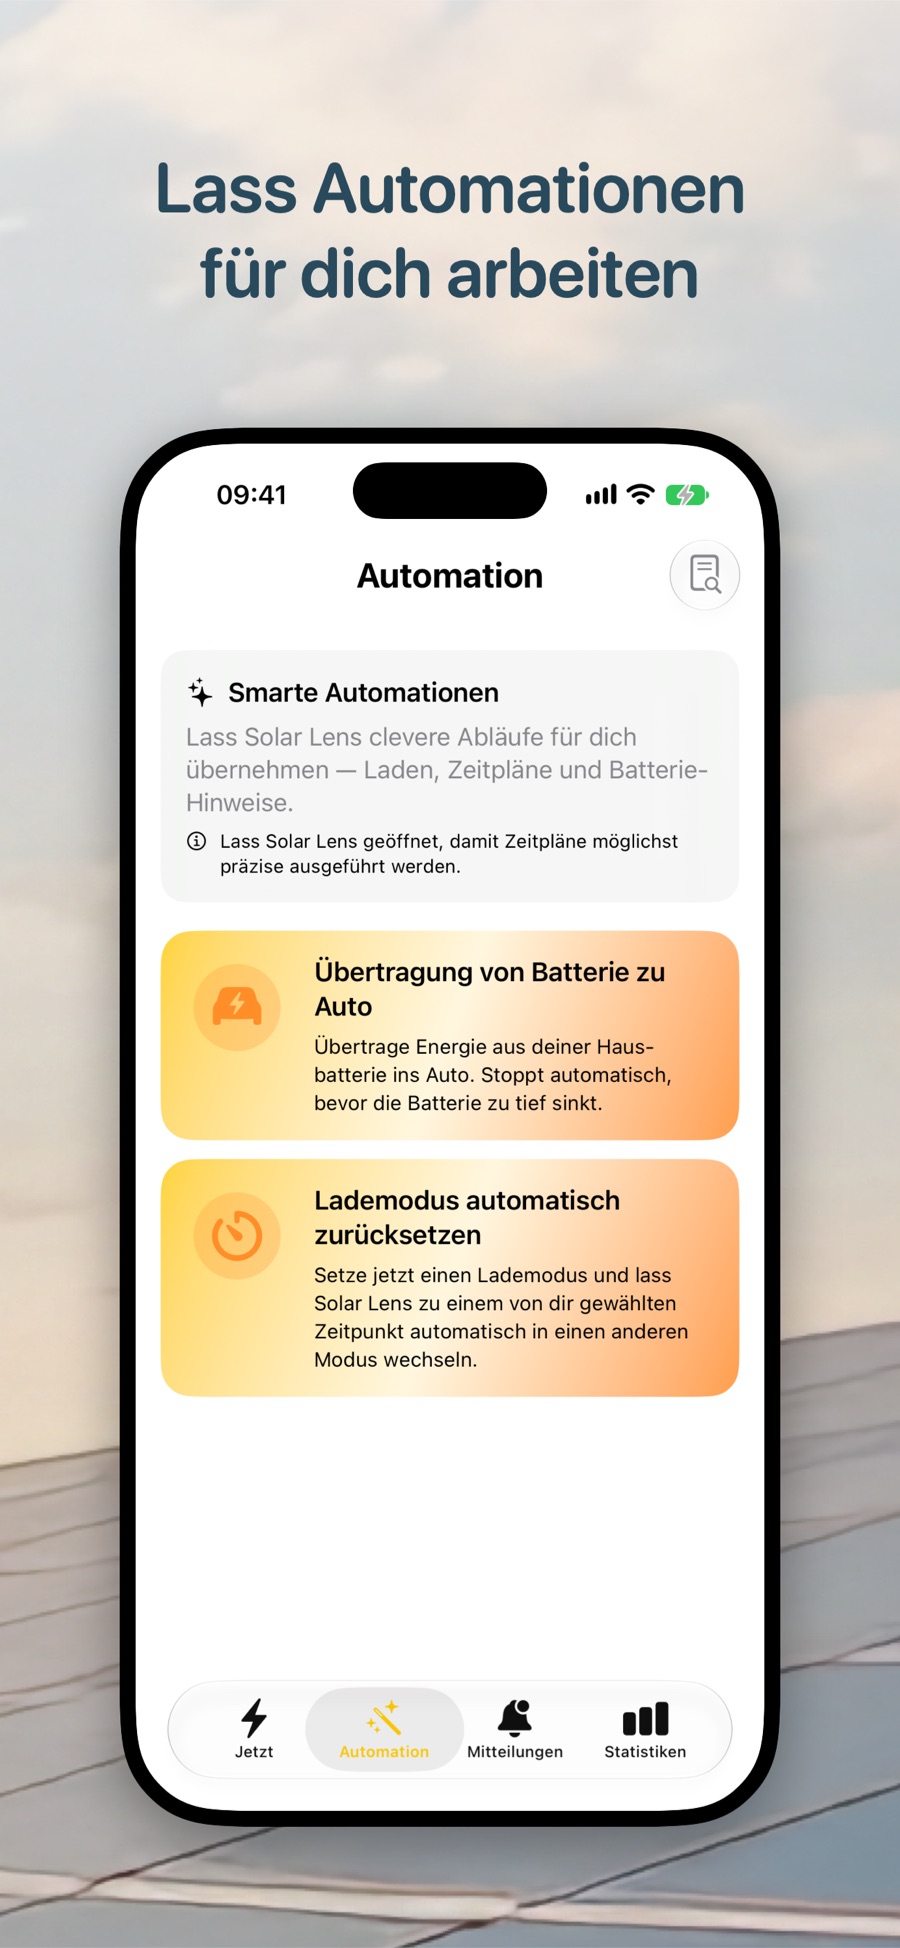 Lass Automationen
für dich arbeiten
09:41
Automation
Smarte Automationen
Lass Solar Lens clevere Abläufe für dich
übernehmen — Laden, Zeitpläne und Batterie-
Hinweise.
Lass Solar Lens geöffnet, damit Zeitpläne möglichst
präzise ausgeführt werden.
Übertragung von Batterie zu
Auto
Übertrage Energie aus deiner Haus-
batterie ins Auto. Stoppt automatisch,
bevor die Batterie zu tief sinkt.
Lademodus automatisch
zurücksetzen
Setze jetzt einen Lademodus und lass
Solar Lens zu einem von dir gewählten
Zeitpunkt automatisch in einen anderen
Modus wechseln.
Jetzt Automation Mitteilungen Statistiken